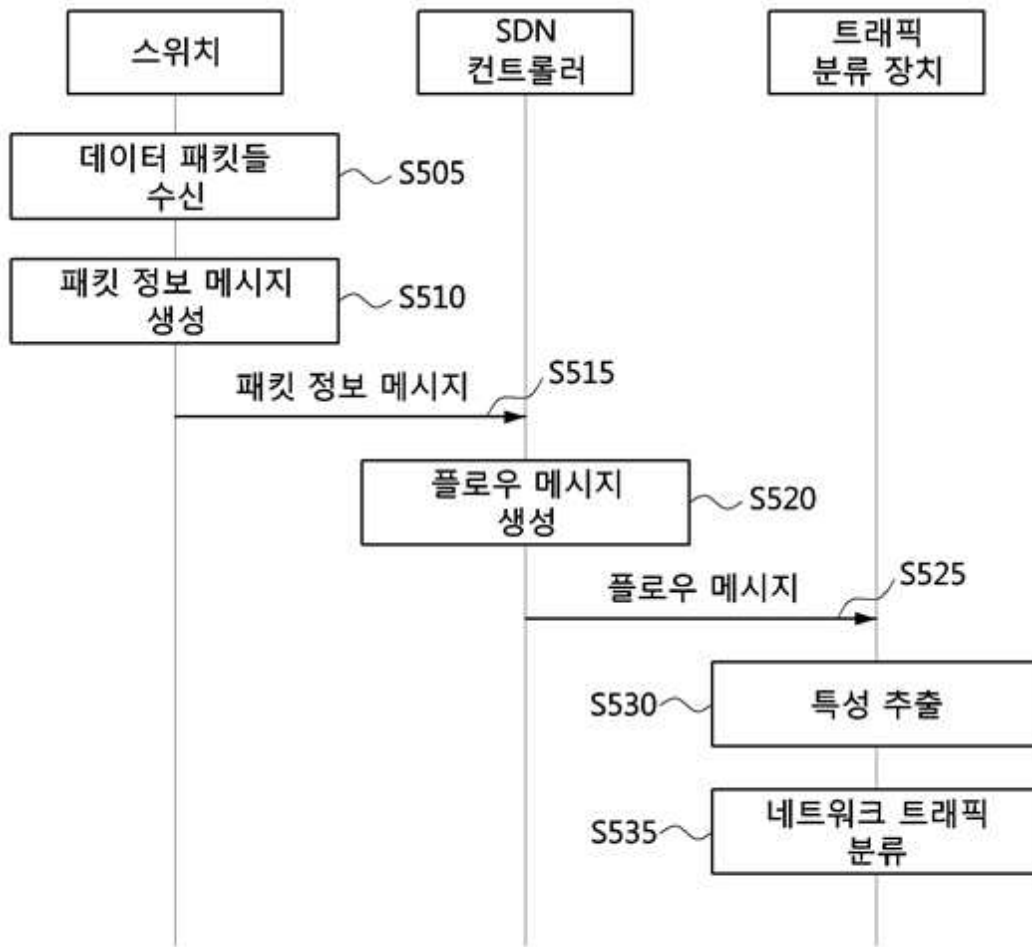 스위치
SDN
컨트롤러
트래픽
분류 장치
데이터 패킷들
수신
S505
패킷 정보 메시지
생성
S510
패킷 정보 메시지
S515
플로우 메시지
생성
S520
플로우 메시지
S525
S530
특성 추출
S535
네트워크 트래픽
분류